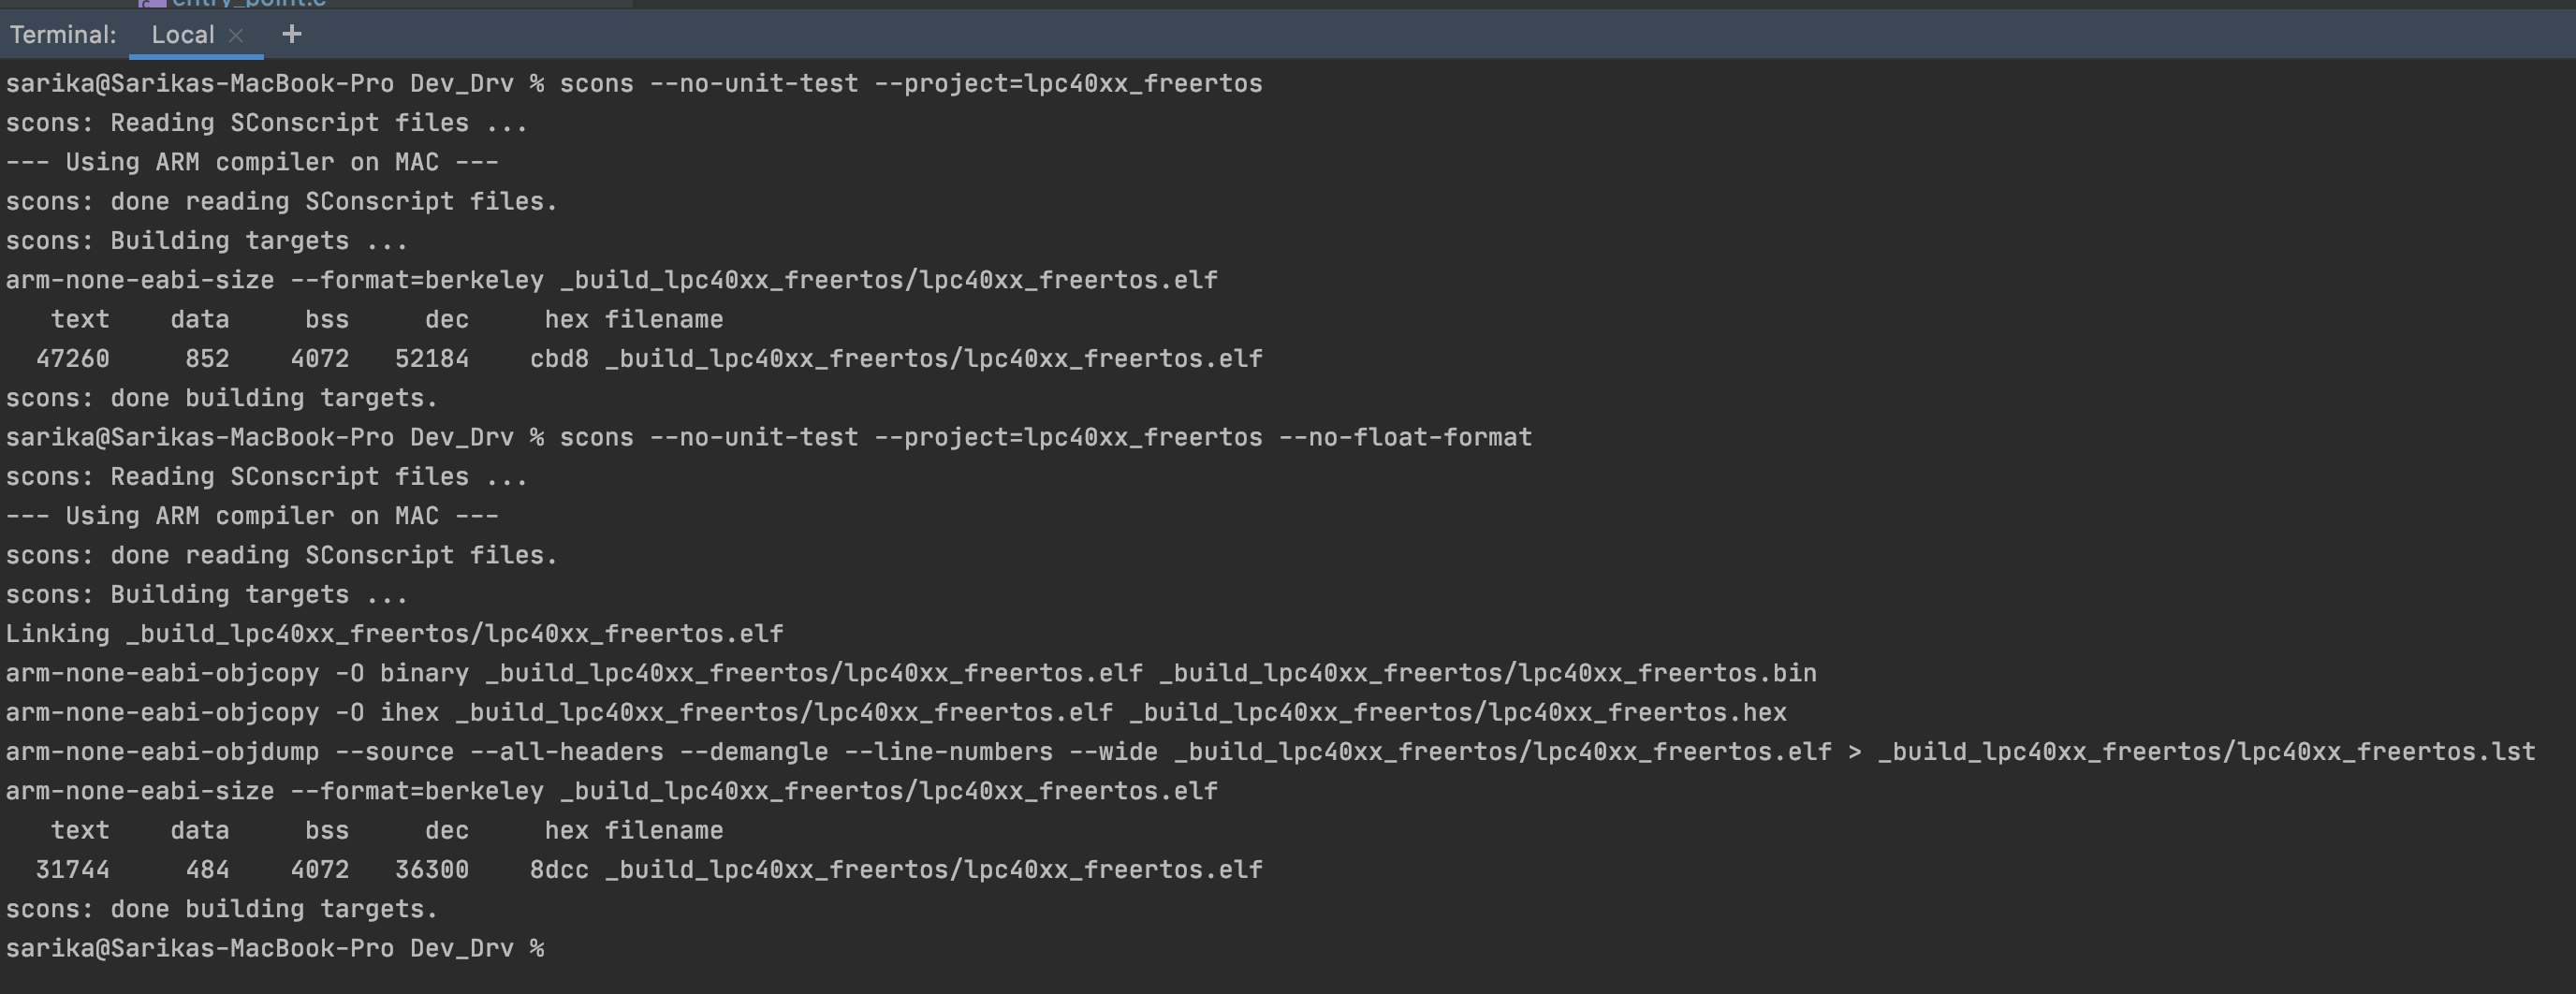 entry_point.c
Terminal: Local × +
sarika@Sarikas-MacBook-Pro Dev_Drv % scons --no-unit-test --project=lpc40xx_freertos
scons: Reading SConscript files ...
--- Using ARM compiler on MAC ---
scons: done reading SConscript files.
scons: Building targets ...
arm-none-eabi-size --format=berkeley _build_lpc40xx_freertos/lpc40xx_freertos.elf
   text    data     bss     dec     hex filename
  47260     852    4072   52184    cbd8 _build_lpc40xx_freertos/lpc40xx_freertos.elf
scons: done building targets.
sarika@Sarikas-MacBook-Pro Dev_Drv % scons --no-unit-test --project=lpc40xx_freertos --no-float-format
scons: Reading SConscript files ...
--- Using ARM compiler on MAC ---
scons: done reading SConscript files.
scons: Building targets ...
Linking _build_lpc40xx_freertos/lpc40xx_freertos.elf
arm-none-eabi-objcopy -O binary _build_lpc40xx_freertos/lpc40xx_freertos.elf _build_lpc40xx_freertos/lpc40xx_freertos.bin
arm-none-eabi-objcopy -O ihex _build_lpc40xx_freertos/lpc40xx_freertos.elf _build_lpc40xx_freertos/lpc40xx_freertos.hex
arm-none-eabi-objdump --source --all-headers --demangle --line-numbers --wide _build_lpc40xx_freertos/lpc40xx_freertos.elf > _build_lpc40xx_freertos/lpc40xx_freertos.lst
arm-none-eabi-size --format=berkeley _build_lpc40xx_freertos/lpc40xx_freertos.elf
   text    data     bss     dec     hex filename
  31744     484    4072   36300    8dcc _build_lpc40xx_freertos/lpc40xx_freertos.elf
scons: done building targets.
sarika@Sarikas-MacBook-Pro Dev_Drv %